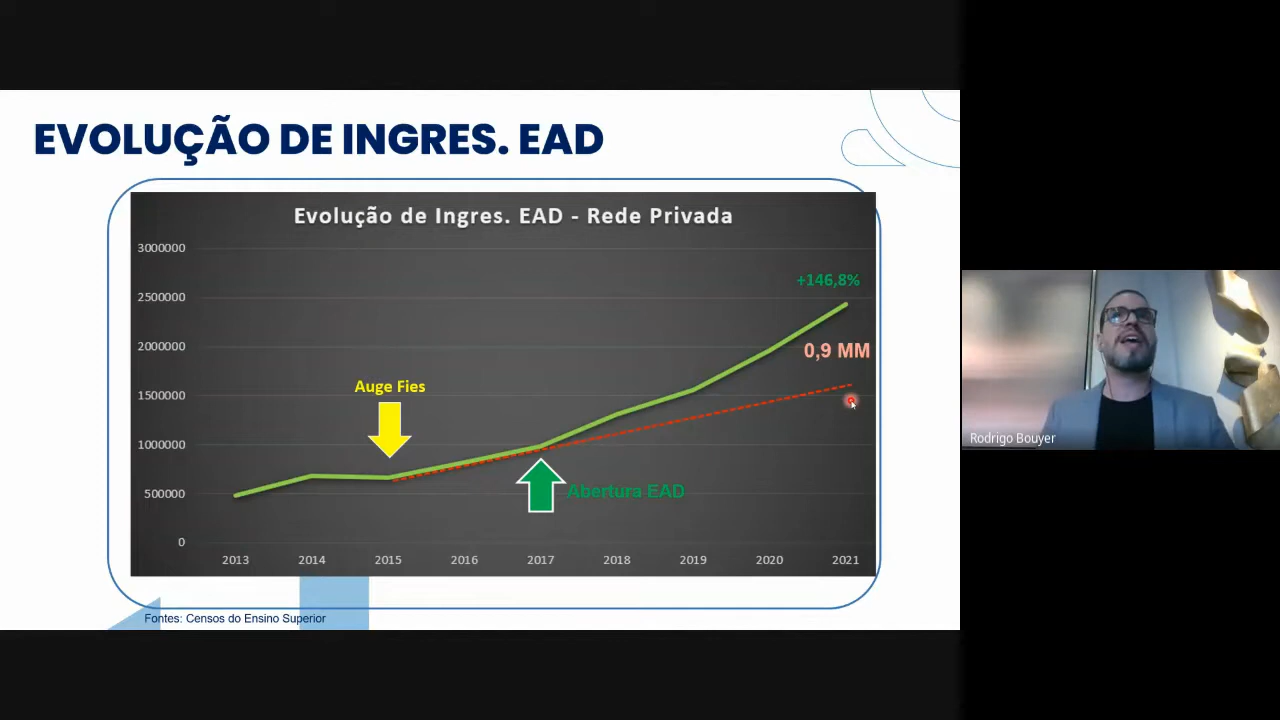 EVOLUÇÃO DE INGRES. EAD
Evolução de Ingres. EAD - Rede Privada
3000000
2500000
2000000
1500000
1000000
500000
0
+146,8%
0,9 MM
Auge Fies
Abertura EAD
2013 2014 2015 2016 2017 2018 2019 2020 2021
Fontes: Censos do Ensino Superior
Rodrigo Bouyer